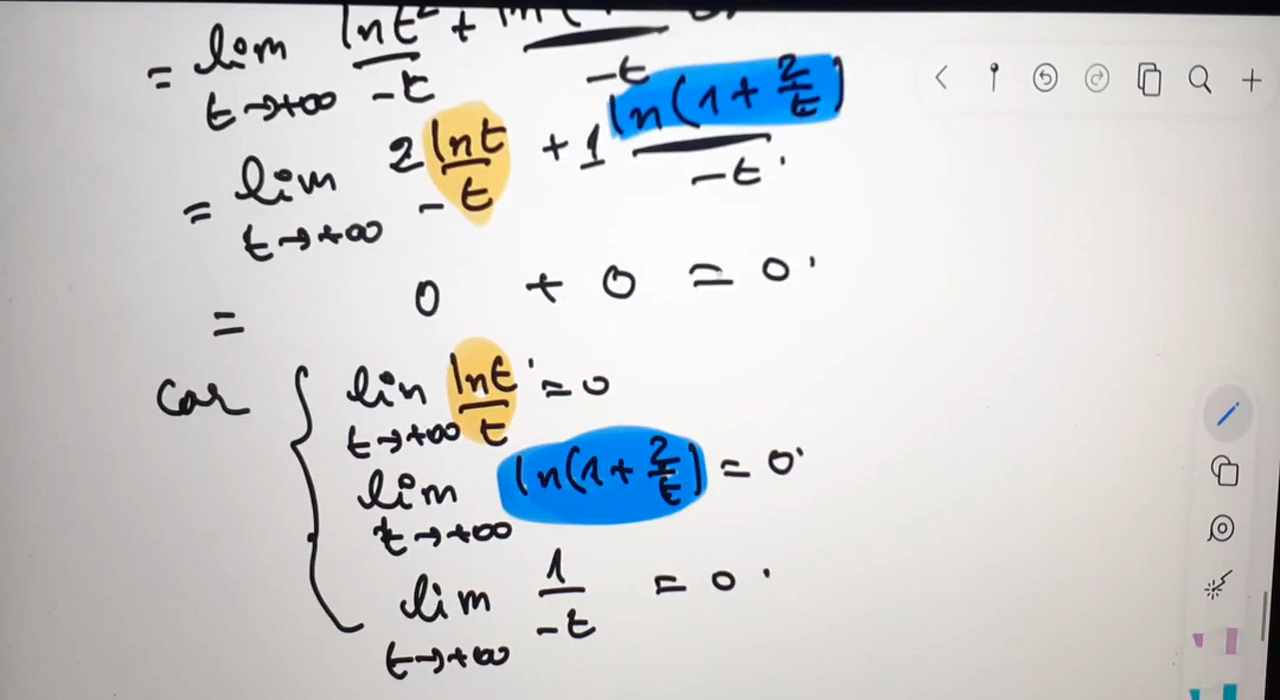 = lim ln t² + ln(
t→+∞ -t -t
= lim 2 ln t + 1 ln(1 + 2/t)
t→+∞ - t -t
= 0 + 0 = 0
Car { lim ln t / t = 0
t→+∞
lim ln(1 + 2/t) = 0
t→+∞
lim 1/-t = 0
t→+∞